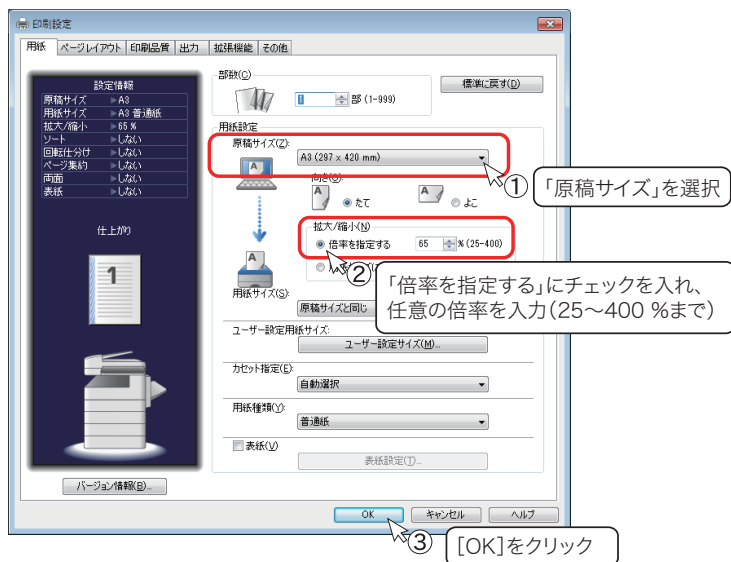 印刷設定
用紙 ページレイアウト 印刷品質 出力 拡張機能 その他
設定情報
原稿サイズ ▶A3
用紙サイズ ▶A3 普通紙
拡大/縮小 ▶65 %
ソート ▶しない
回転仕分け ▶しない
ページ集約 ▶しない
両面 ▶しない
表紙 ▶しない
仕上がり
1
バージョン情報(B)...
部数(C)
1 部 (1-999)
標準に戻す(D)
用紙設定
原稿サイズ(Z):
A3 (297 x 420 mm)
① 「原稿サイズ」を選択
向き(O):
A たて A よこ
拡大/縮小(N)
倍率を指定する 65 % (25-400)
②
「倍率を指定する」にチェックを入れ、
任意の倍率を入力（25～400 %まで）
用紙サイズ(S):
原稿サイズと同じ
ユーザー設定用紙サイズ:
ユーザー設定サイズ(M)...
カセット指定(E):
自動選択
用紙種類(Y):
普通紙
表紙(V)
表紙設定(T)...
OK キャンセル ヘルプ
③ [OK]をクリック